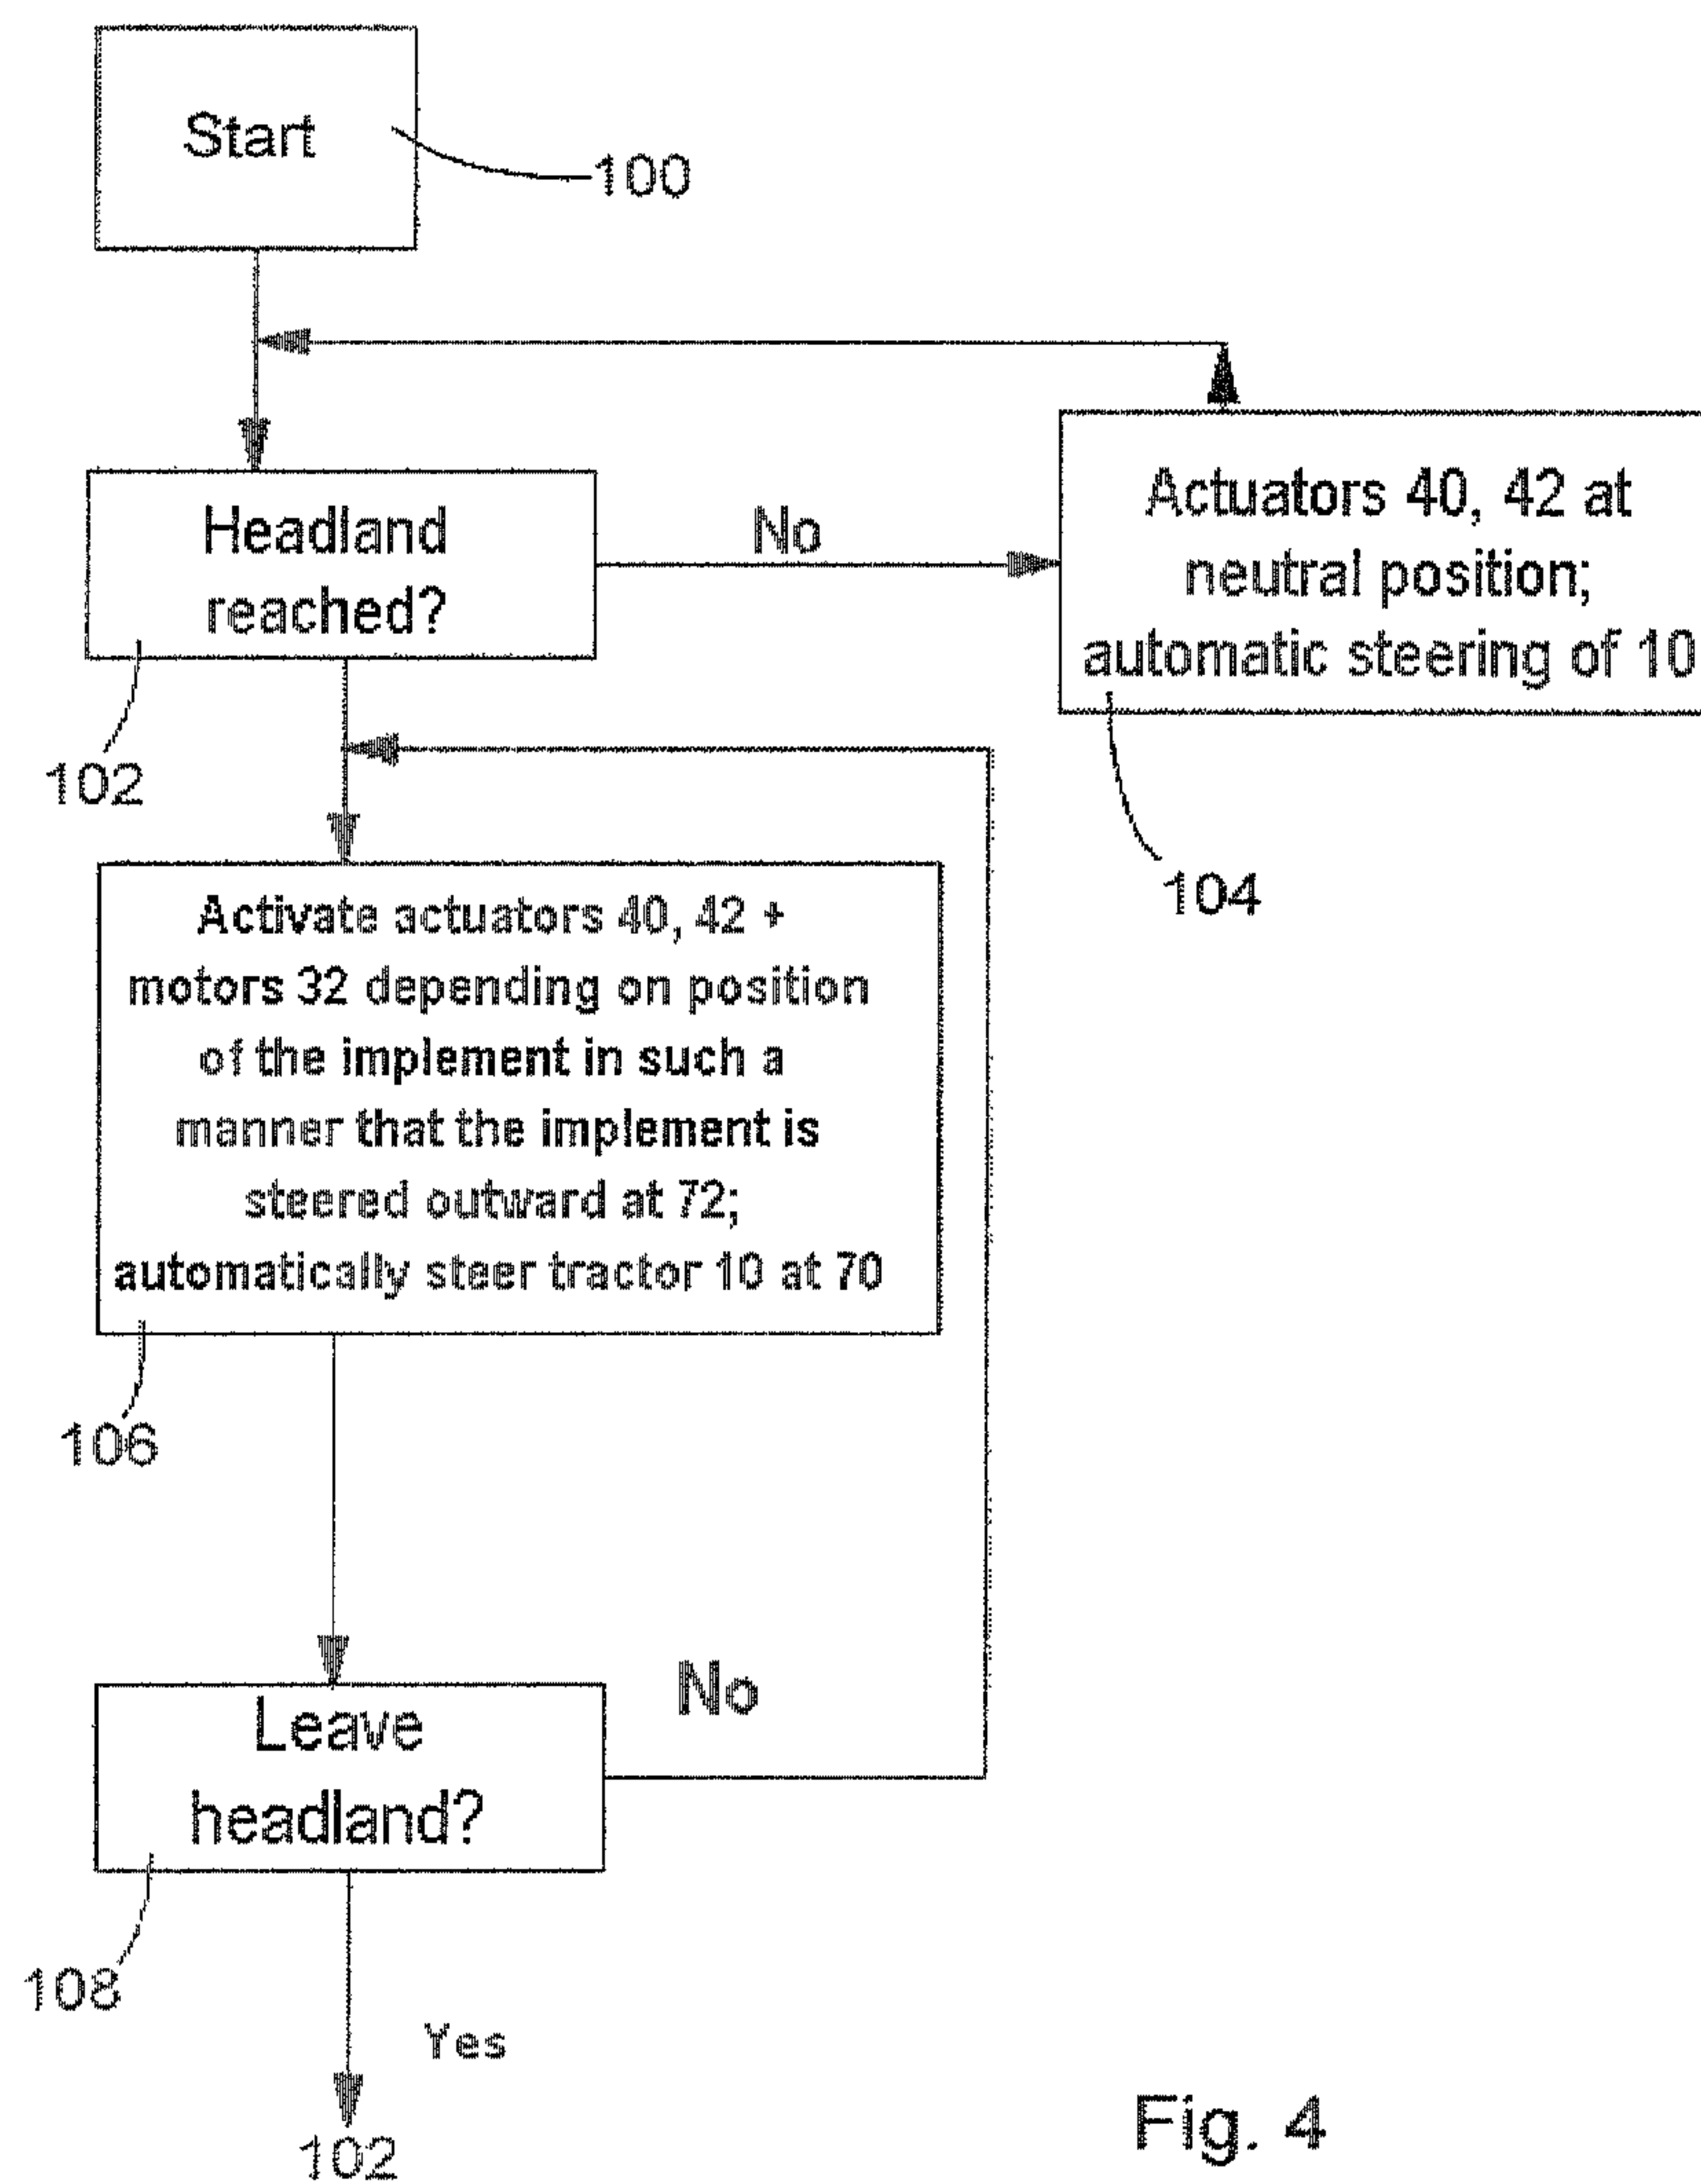 Start
100
Headland
reached?
No
102
Actuators 40, 42 at
neutral position;
automatic steering of 10
104
Activate actuators 40, 42 +
motors 32 depending on position
of the implement in such a
manner that the implement is
steered outward at 72;
automatically steer tractor 10 at 70
106
Leave
headland?
No
108
Yes
102
Fig. 4